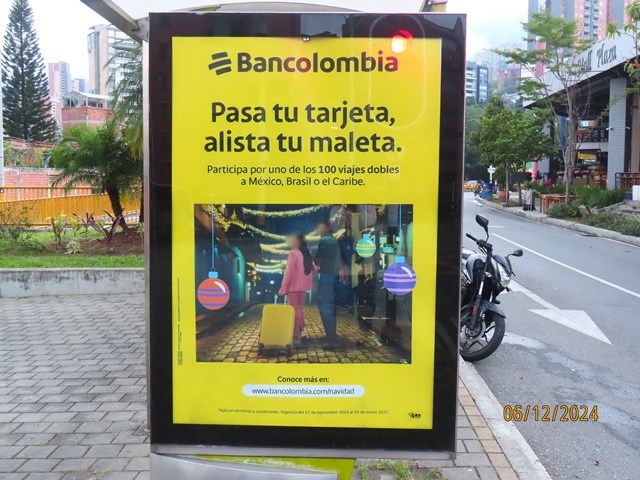 Bancolombia
Pasa tu tarjeta,
alista tu maleta.
Participa por uno de los 100 viajes dobles
a México, Brasil o el Caribe.
Conoce más en:
www.bancolombia.com/navidad
06/12/2024